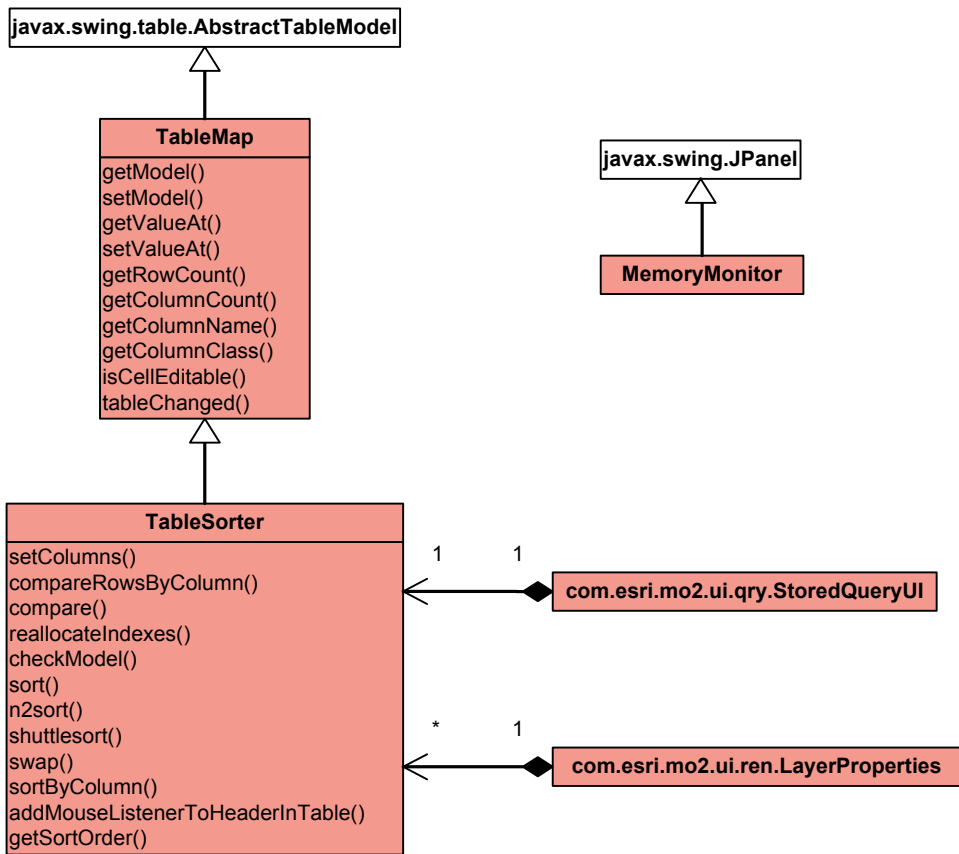 javax.swing.table.AbstractTableModel
TableMap
getModel()
setModel()
getValueAt()
setValueAt()
getRowCount()
getColumnCount()
getColumnName()
getColumnClass()
isCellEditable()
tableChanged()
javax.swing.JPanel
MemoryMonitor
TableSorter
setColumns()
compareRowsByColumn()
compare()
reallocateIndexes()
checkModel()
sort()
n2sort()
shuttlesort()
swap()
sortByColumn()
addMouseListenerToHeaderInTable()
getSortOrder()
1 1
com.esri.mo2.ui.qry.StoredQueryUI
* 1
com.esri.mo2.ui.ren.LayerProperties